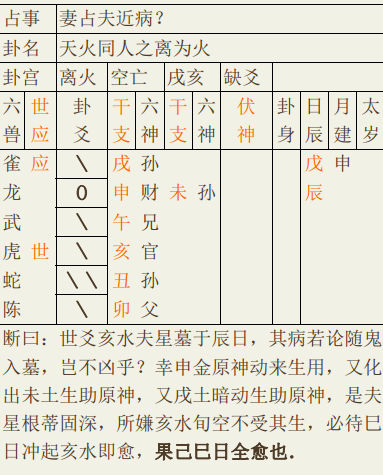 占事 妻占夫近病？
卦名 天火同人之离为火
卦宫 离火 空亡 戌亥 缺爻
六兽 世应 卦爻 干支 六神 干支 六神 伏神 卦身 日辰 月建 太岁
雀 应 \ 戌 孙 戊 申
龙 0 申 财 未 孙 辰
武 \ 午 兄
虎 世 \ 亥 官
蛇 \\ 丑 孙
陈 \ 卯 父
断曰：世爻亥水夫星墓于辰日，其病若论随鬼
入墓，岂不凶乎？幸申金原神动来生用，又化
出未土生助原神，又戌土暗动生助原神，是夫
星根蒂固深，所嫌亥水旬空不受其生，必待巳
日冲起亥水即愈，果己巳日全愈也．